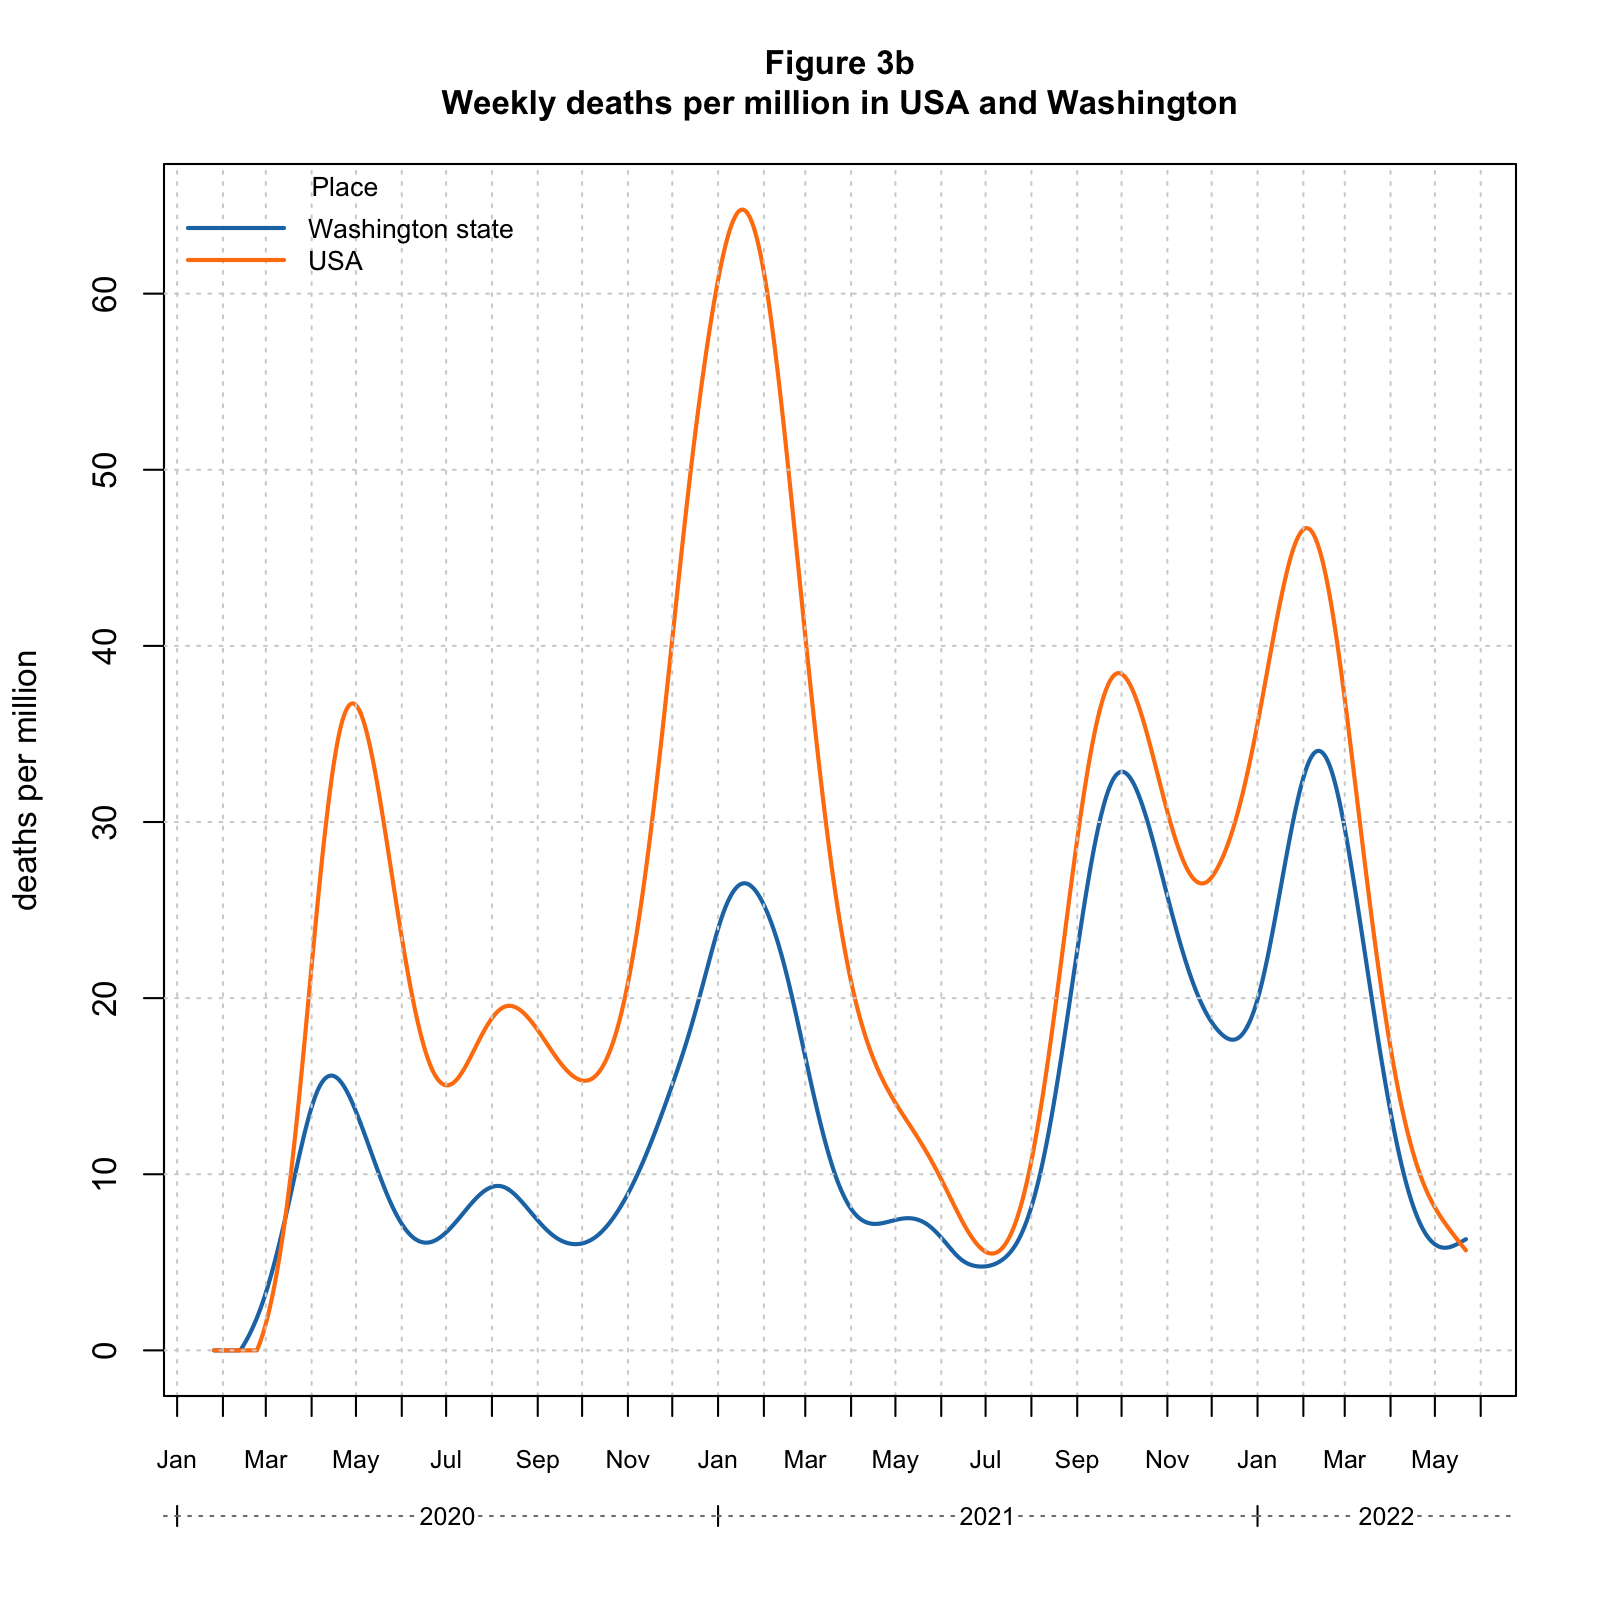 Figure 3b
Weekly deaths per million in USA and Washington
Place
Washington state
USA
deaths per million
60
50
40
30
20
10
0
Jan Mar May Jul Sep Nov Jan Mar May Jul Sep Nov Jan Mar May
2020 2021 2022